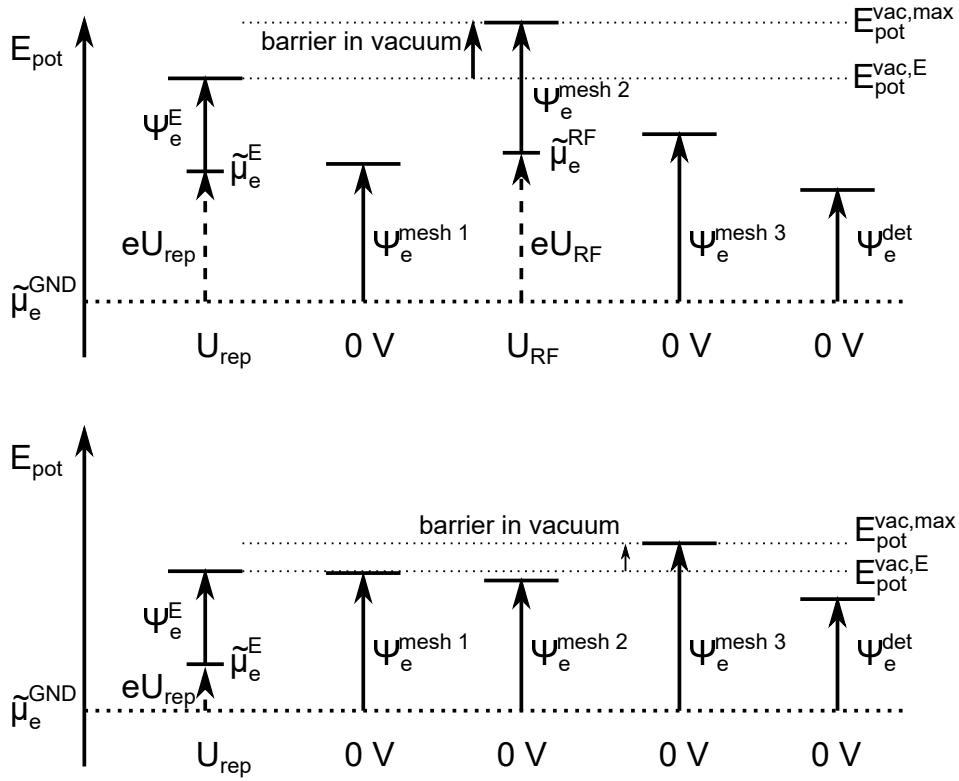 E_pot^vac,max
barrier in vacuum
E_pot
E_pot^vac,E
Ψ_e^E
Ψ_e^mesh 2
μ̃_e^E
μ̃_e^RF
eU_rep
Ψ_e^mesh 1
eU_RF
Ψ_e^mesh 3
Ψ_e^det
μ̃_e^GND
U_rep 0 V U_RF 0 V 0 V
E_pot
barrier in vacuum
E_pot^vac,max
E_pot^vac,E
Ψ_e^E
μ̃_e^E
Ψ_e^mesh 1
Ψ_e^mesh 2
Ψ_e^mesh 3
Ψ_e^det
eU_rep
μ̃_e^GND
U_rep 0 V 0 V 0 V 0 V